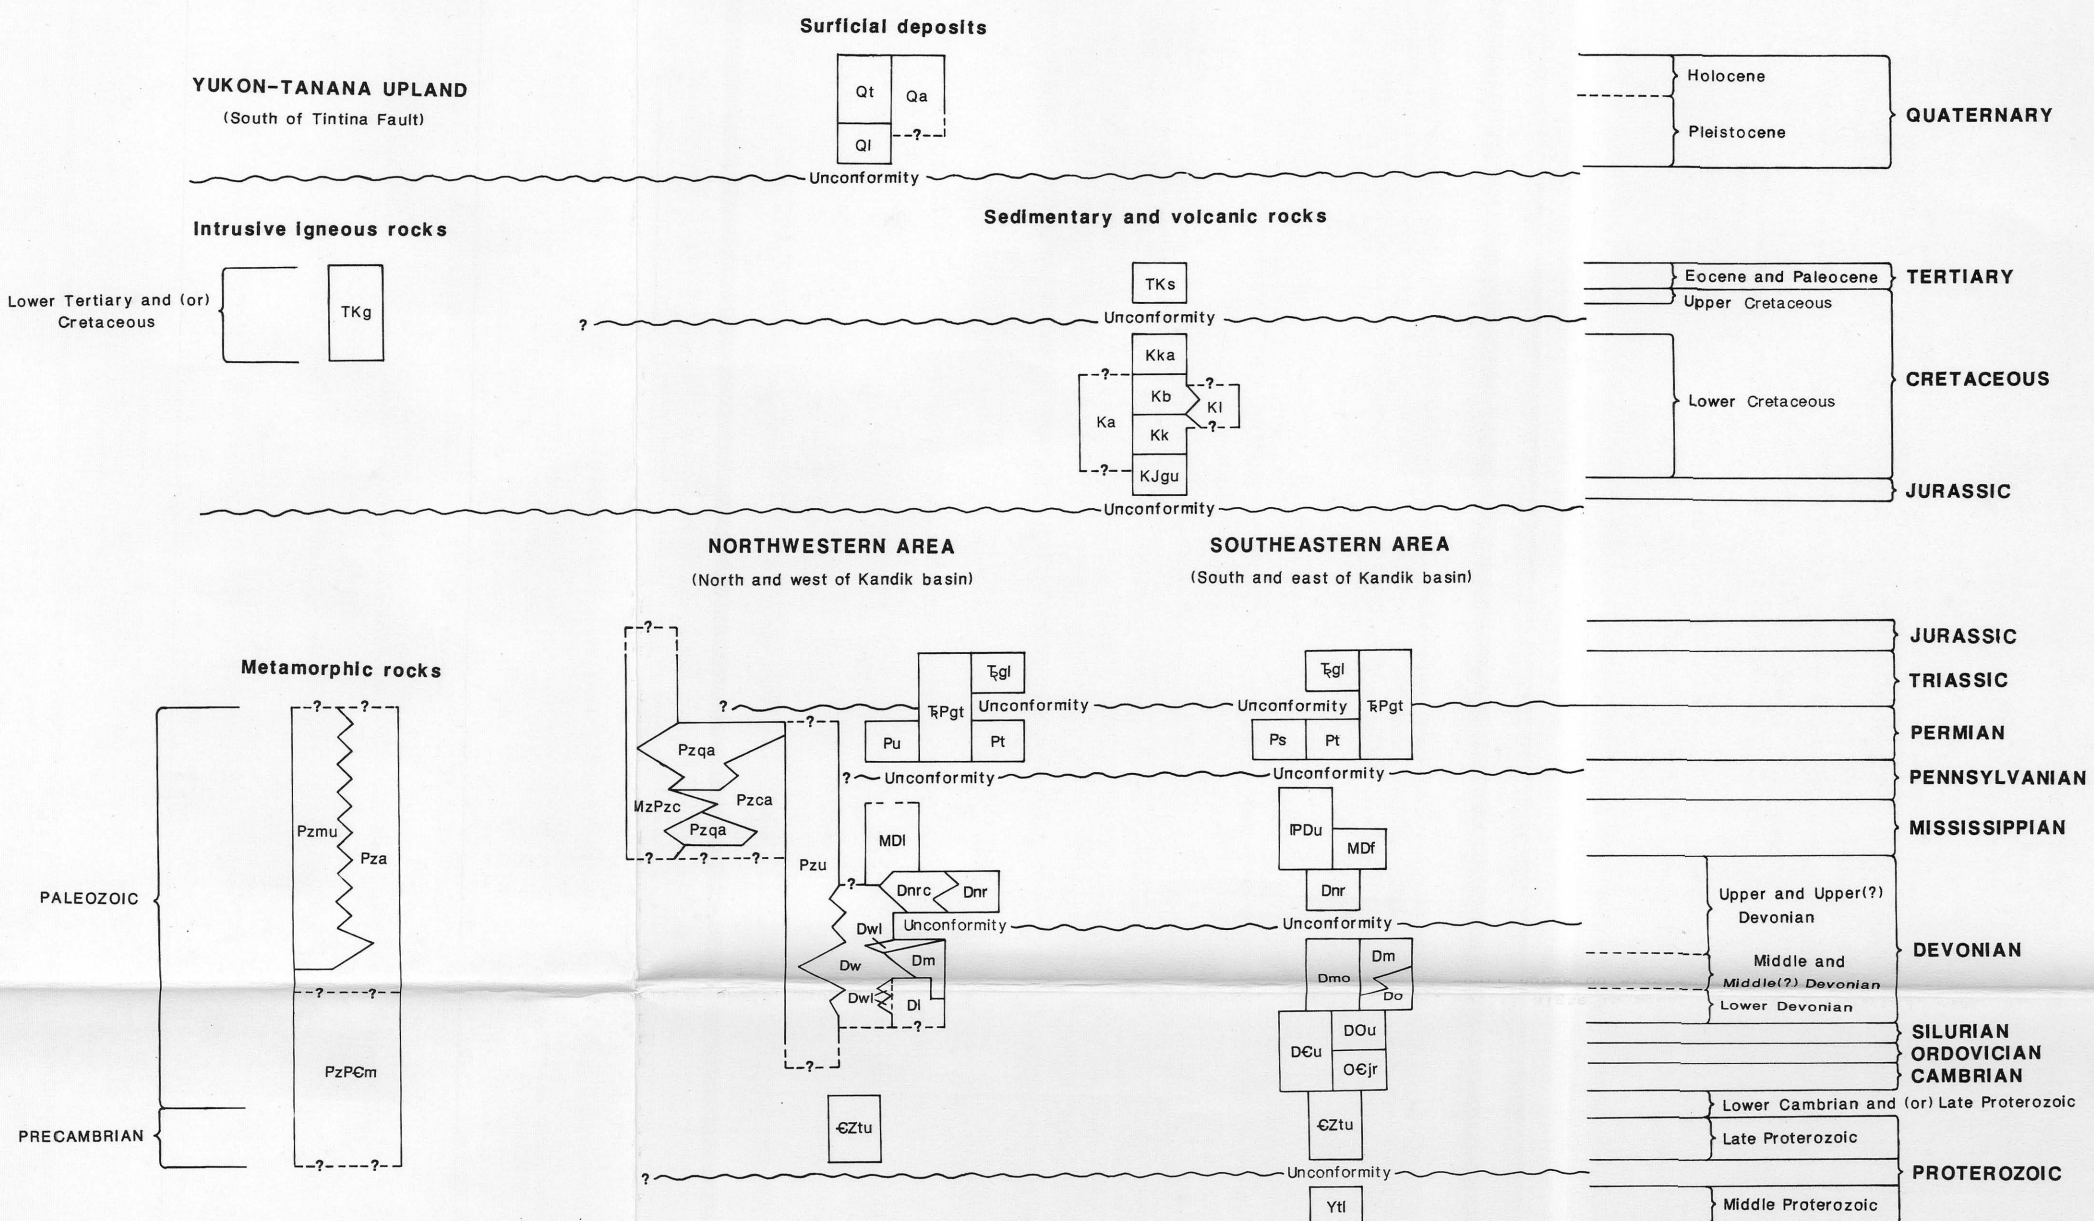 Surficial deposits
YUKON-TANANA UPLAND
(South of Tintina Fault)
Qt
Qa
Ql
--?--
Holocene
Pleistocene
QUATERNARY
Unconformity
Intrusive igneous rocks
Sedimentary and volcanic rocks
Lower Tertiary and (or)
Cretaceous
TKg
TKs
Eocene and Paleocene
TERTIARY
Upper Cretaceous
? Unconformity
Kka
--?--
Kb
--?--
Kl
Ka
Kk
--?--
--?--
KJgu
Lower Cretaceous
CRETACEOUS
JURASSIC
Unconformity
NORTHWESTERN AREA
(North and west of Kandik basin)
SOUTHEASTERN AREA
(South and east of Kandik basin)
--?--
JURASSIC
Metamorphic rocks
Ꞧgl
Ꞧgl
TRIASSIC
--?----?--
? Unconformity
Unconformity
ꞦPgt
ꞦPgt
--?--
Pzqa
Pu
Pt
Ps
Pt
PERMIAN
? Unconformity
Unconformity
PENNSYLVANIAN
MzPzc
Pzca
Pzqa
--?----?----?--
Pzmu
Pza
Pzu
MDl
ℙDu
MDf
MISSISSIPPIAN
PALEOZOIC
?
Dnrc
Dnr
Dnr
Upper and Upper(?)
Devonian
Dwl
Unconformity
Unconformity
DEVONIAN
Dw
Dm
Dm
Middle and
Middle(?) Devonian
Dwl
Dl
--?--
Dmo
Do
Lower Devonian
--?-----?--
SILURIAN
DOu
ORDOVICIAN
DЄu
OЄjr
CAMBRIAN
--?--
PzPЄm
ЄZtu
ЄZtu
Lower Cambrian and (or) Late Proterozoic
PRECAMBRIAN
Late Proterozoic
--?----?--
? Unconformity
PROTEROZOIC
Ytl
Middle Proterozoic